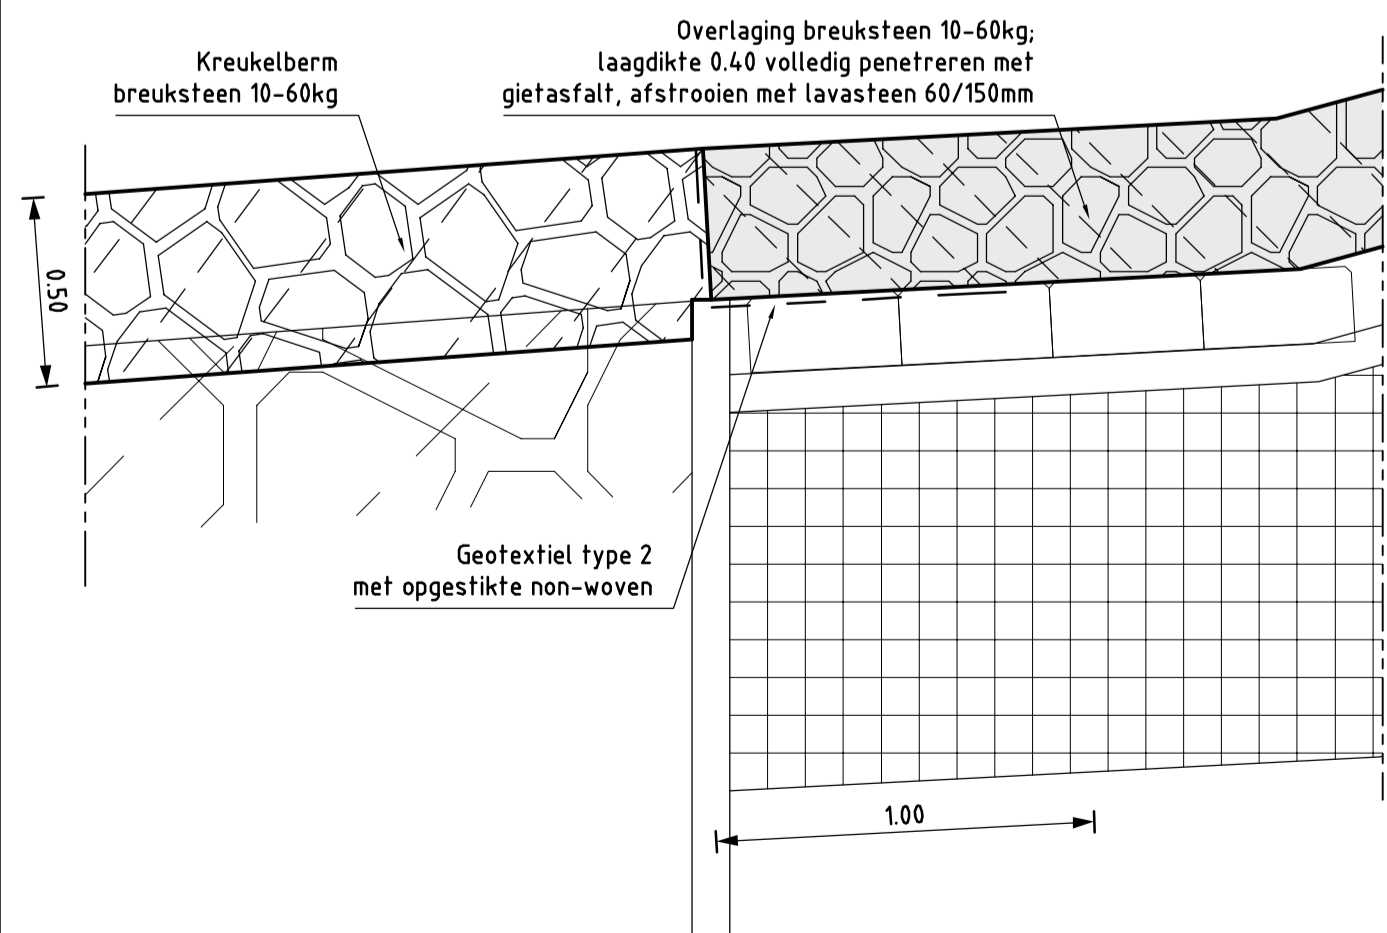 Kreukelberm
breuksteen 10-60kg
Overlaging breuksteen 10-60kg;
laagdikte 0.40 volledig penetreren met
gietasfalt, afstrooien met lavasteen 60/150mm
0.50
Geotextiel type 2
met opgestikte non-woven
1.00